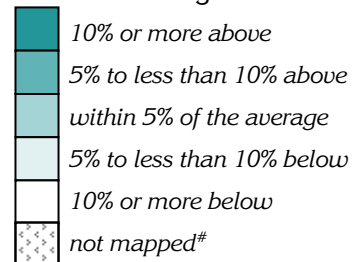 10% or more above
5% to less than 10% above
within 5% of the average
5% to less than 10% below
10% or more below
not mapped#